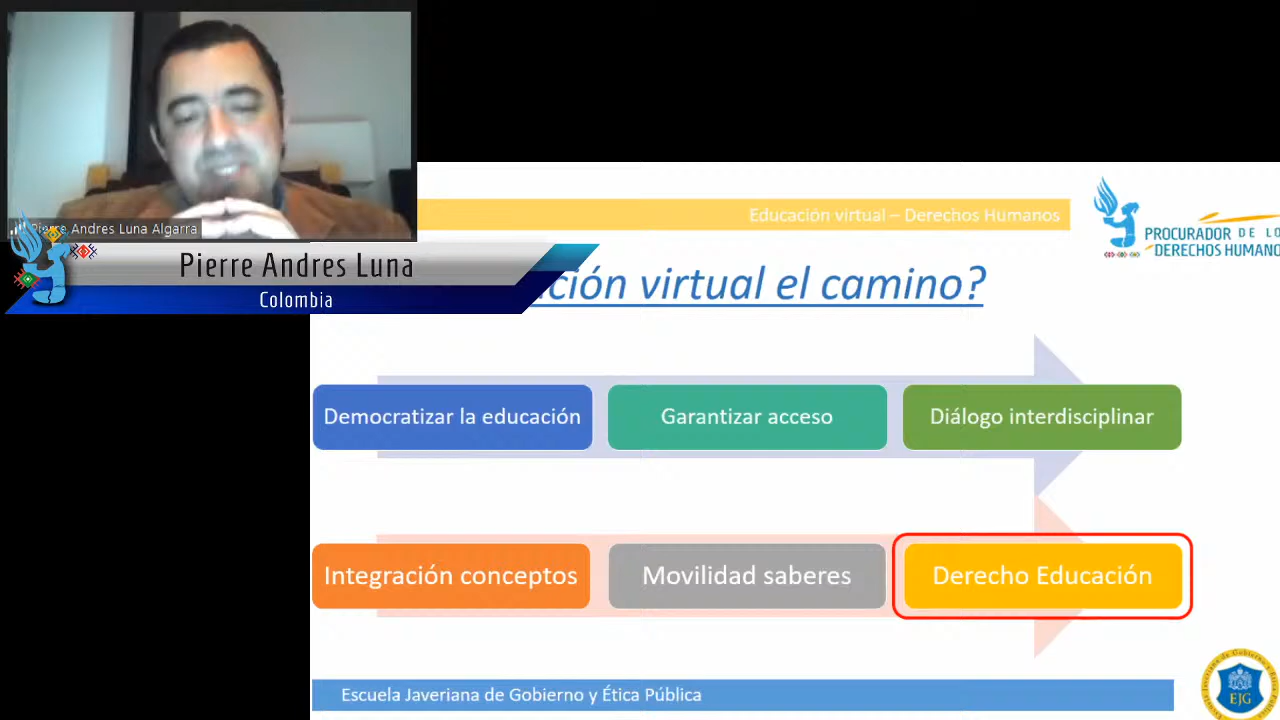 Pierre Andres Luna Algarra
Pierre Andres Luna
Colombia
Educación virtual – Derechos Humanos
PROCURADOR DE LO
DERECHOS HUMANO
ción virtual el camino?
Democratizar la educación
Garantizar acceso
Diálogo interdisciplinar
Integración conceptos
Movilidad saberes
Derecho Educación
Escuela Javeriana de Gobierno y Ética Pública
EJG